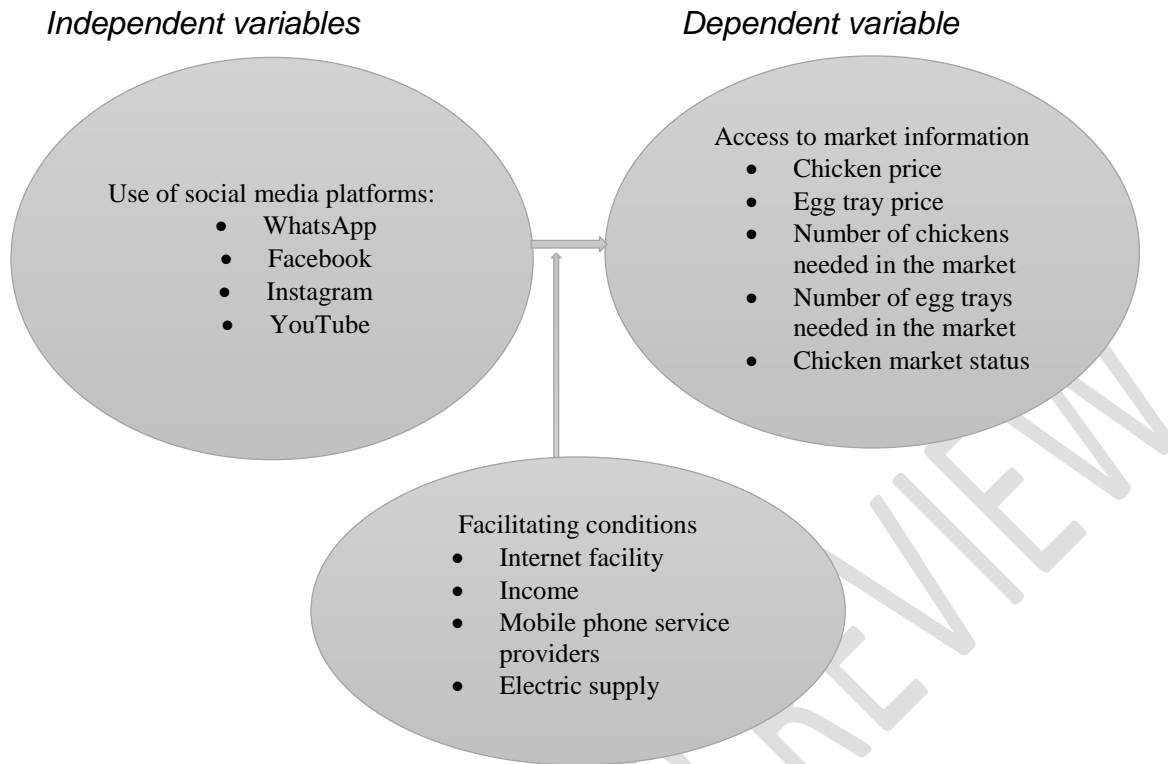 Independent variables
Dependent variable
Use of social media platforms:
• WhatsApp
• Facebook
• Instagram
• YouTube
Access to market information
• Chicken price
• Egg tray price
• Number of chickens
needed in the market
• Number of egg trays
needed in the market
• Chicken market status
Facilitating conditions
• Internet facility
• Income
• Mobile phone service
providers
• Electric supply
REVIEW